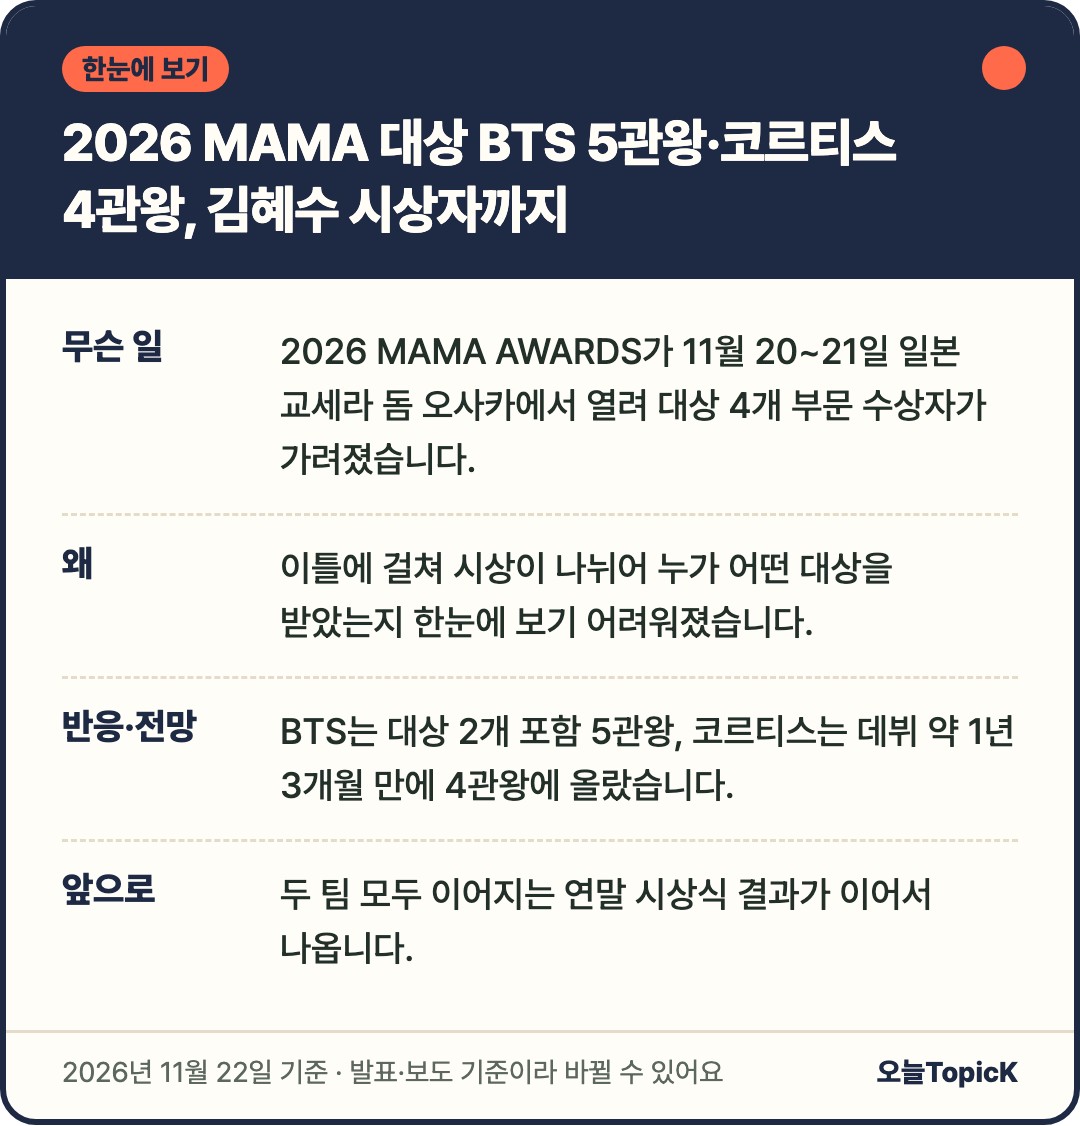 한눈에 보기
2026 MAMA 대상 BTS 5관왕·코르티스
4관왕, 김혜수 시상자까지
무슨 일
2026 MAMA AWARDS가 11월 20~21일 일본
교세라 돔 오사카에서 열려 대상 4개 부문 수상자가
가려졌습니다.
왜
이틀에 걸쳐 시상이 나뉘어 누가 어떤 대상을
받았는지 한눈에 보기 어려워졌습니다.
반응·전망
BTS는 대상 2개 포함 5관왕, 코르티스는 데뷔 약 1년
3개월 만에 4관왕에 올랐습니다.
앞으로
두 팀 모두 이어지는 연말 시상식 결과가 이어서
나옵니다.
2026년 11월 22일 기준 · 발표·보도 기준이라 바뀔 수 있어요
오늘TopicK